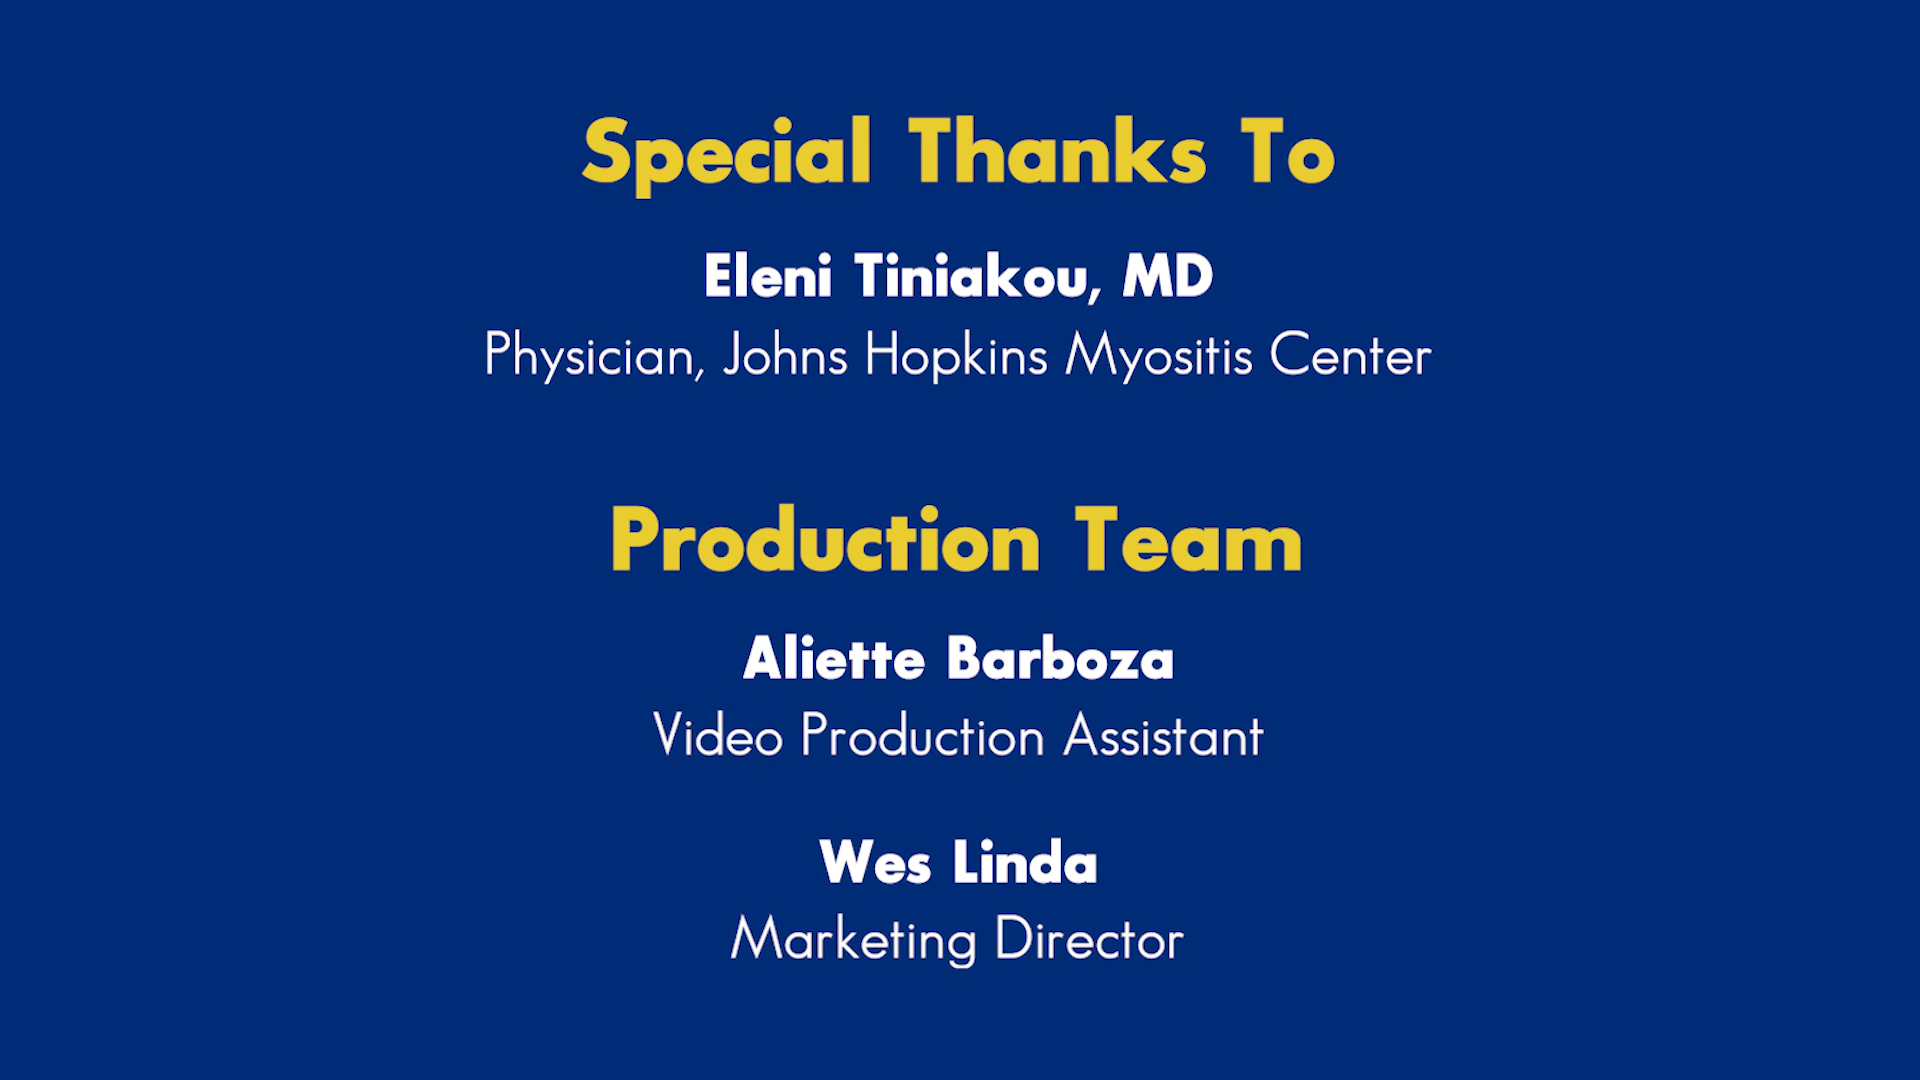 Special Thanks To
Eleni Tiniakou, MD
Physician, Johns Hopkins Myositis Center
Production Team
Aliette Barboza
Video Production Assistant
Wes Linda
Marketing Director